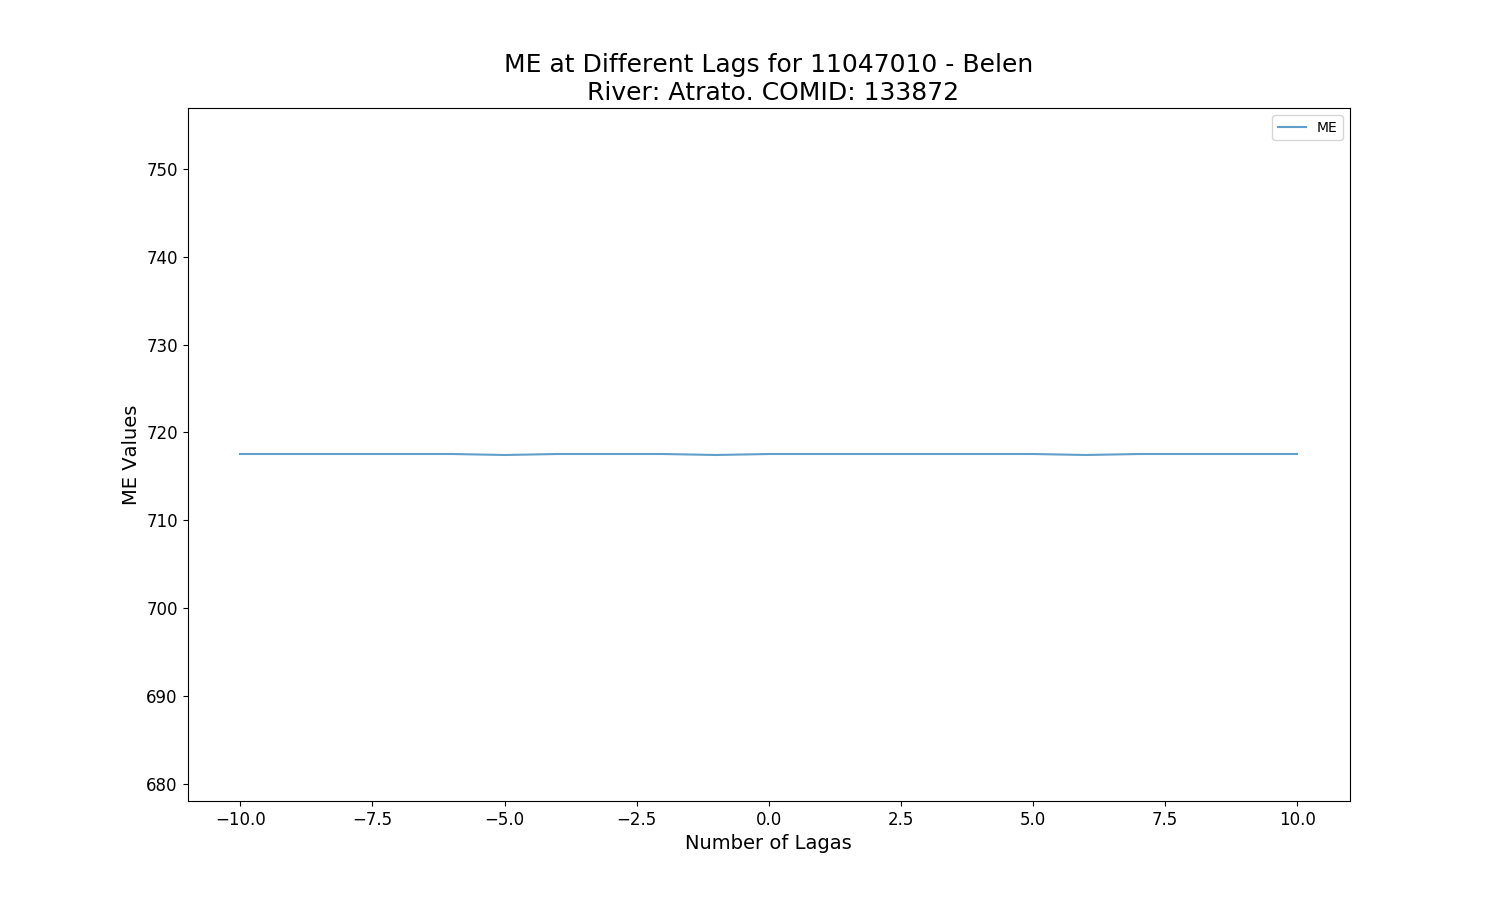 ME at Different Lags for 11047010 - Belen
River: Atrato. COMID: 133872
ME
750
740
730
720
710
700
690
680
ME Values
−10.0 −7.5 −5.0 −2.5 0.0 2.5 5.0 7.5 10.0
Number of Lagas